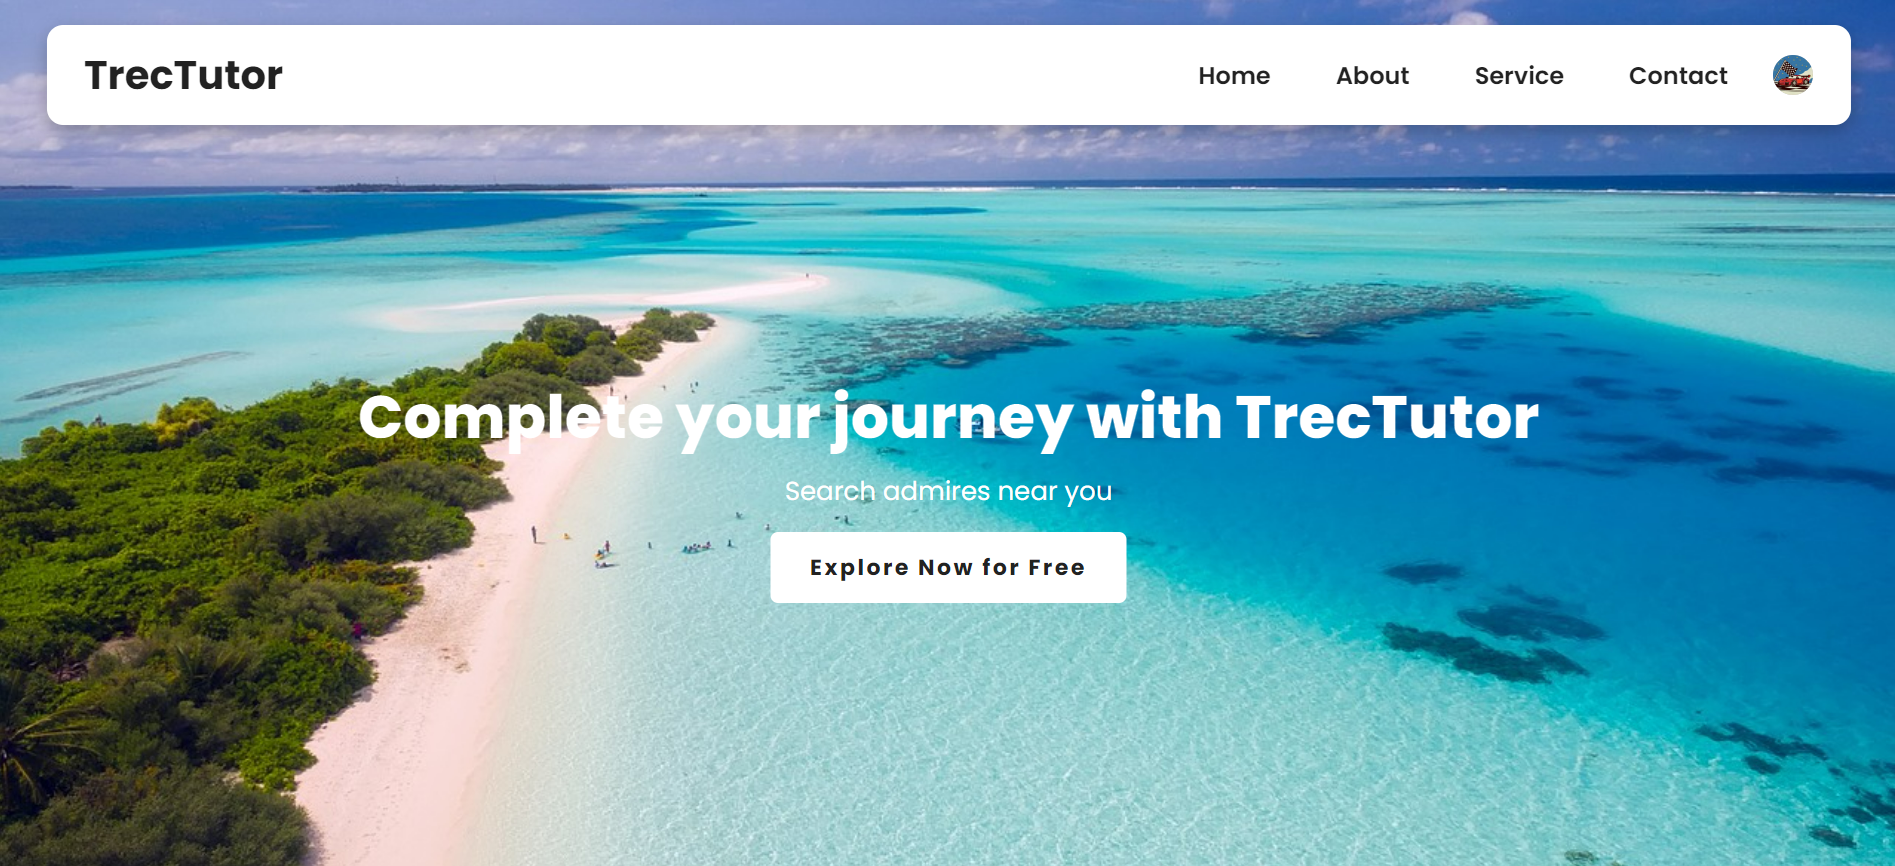 TrecTutor
Home About Service Contact
Complete your journey with TrecTutor
Search admires near you
Explore Now for Free